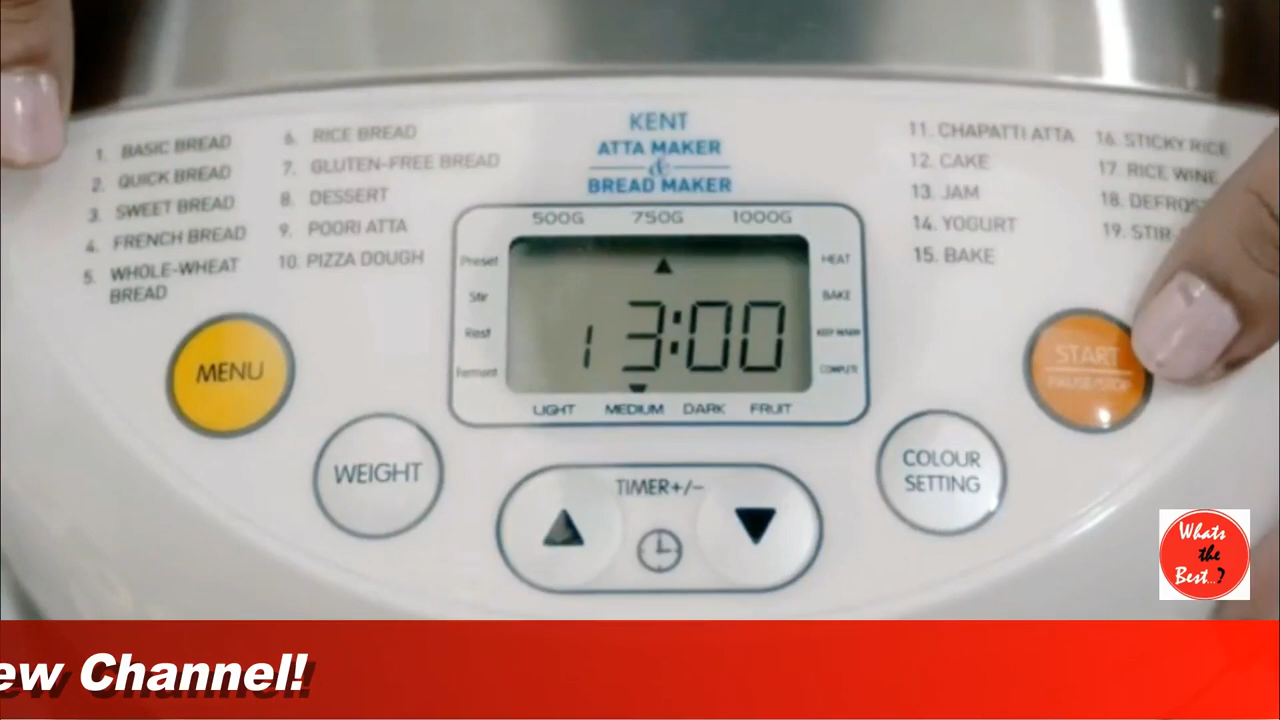 KENT
ATTA MAKER
&
BREAD MAKER
1. BASIC BREAD
2. QUICK BREAD
3. SWEET BREAD
4. FRENCH BREAD
5. WHOLE-WHEAT
BREAD
6. RICE BREAD
7. GLUTEN-FREE BREAD
8. DESSERT
9. POORI ATTA
10. PIZZA DOUGH
11. CHAPATTI ATTA
12. CAKE
13. JAM
14. YOGURT
15. BAKE
16. STICKY RICE
17. RICE WINE
18. DEFROS
19. STIR-
500G 750G 1000G
Preset
Stir
Rest
Ferment
1 3:00
HEAT
BAKE
KEEP WARM
COMPLETE
LIGHT MEDIUM DARK FRUIT
MENU
WEIGHT
TIMER+/-
COLOUR
SETTING
START
PAUSE/STOP
Whats
the
Best...?
ew Channel!